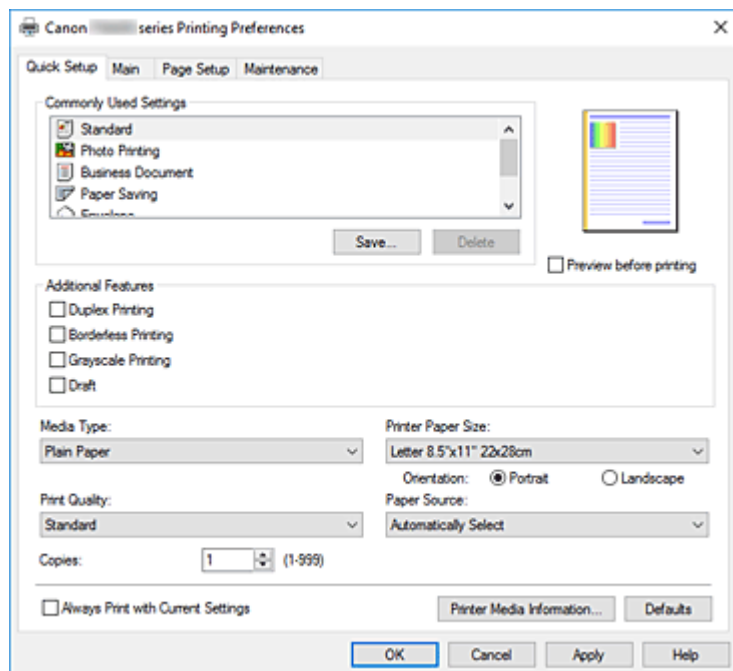 Canon series Printing Preferences
Quick Setup Main Page Setup Maintenance
Commonly Used Settings
Standard
Photo Printing
Business Document
Paper Saving
Save... Delete
Preview before printing
Additional Features
Duplex Printing
Borderless Printing
Grayscale Printing
Draft
Media Type: Printer Paper Size:
Plain Paper Letter 8.5"x11" 22x28cm
Orientation: Portrait Landscape
Print Quality: Paper Source:
Standard Automatically Select
Copies: 1 (1-999)
Always Print with Current Settings Printer Media Information... Defaults
OK Cancel Apply Help